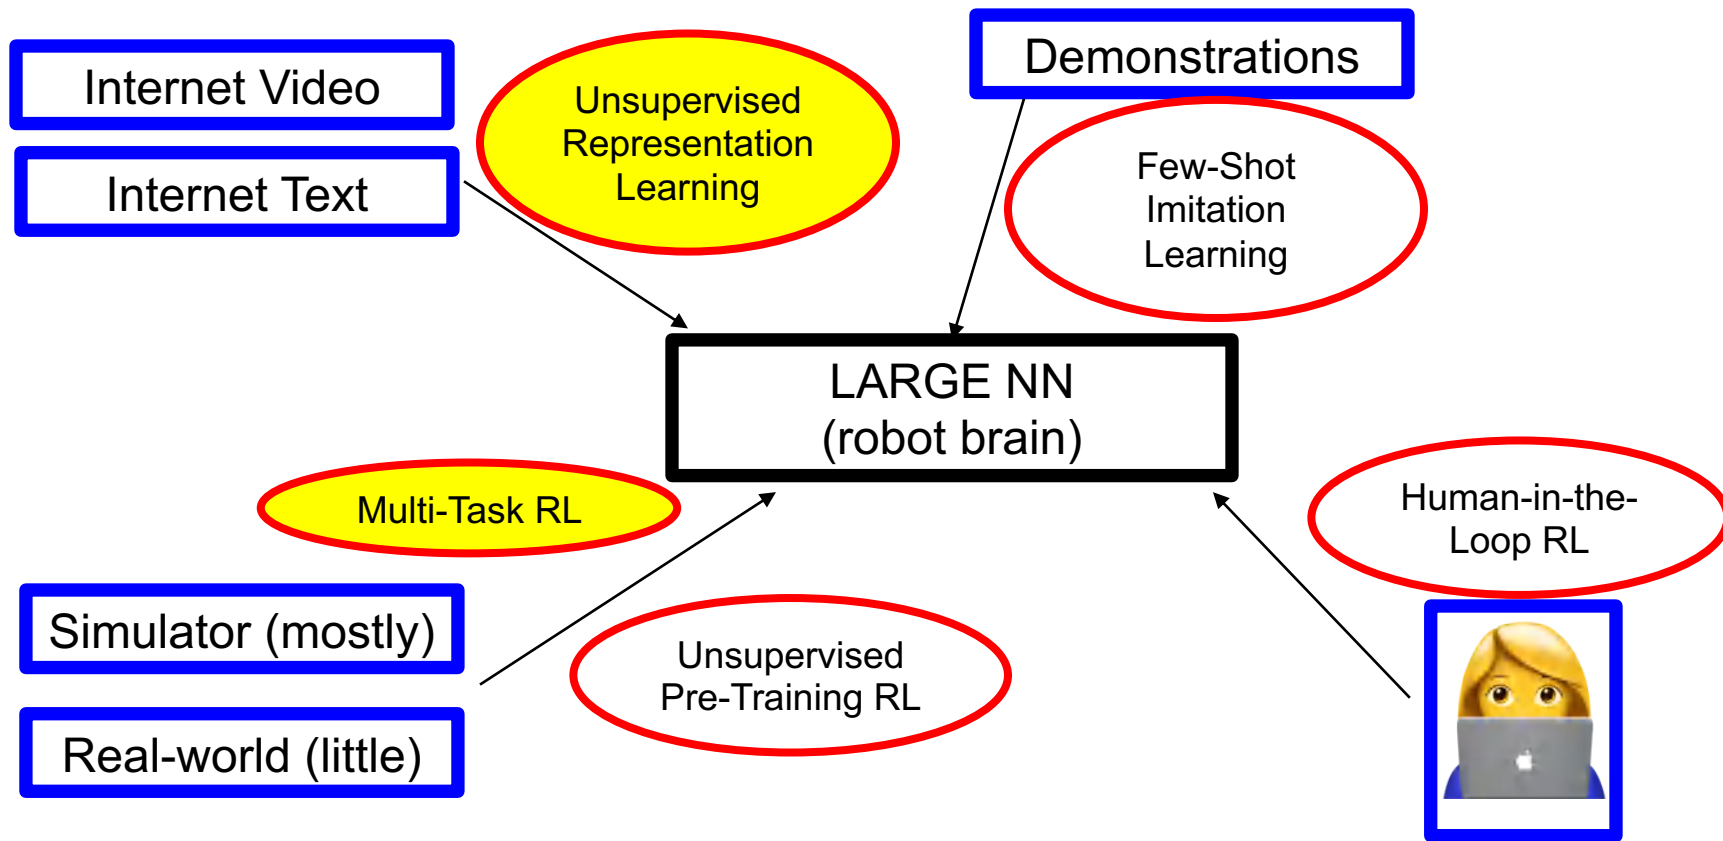 Internet Video
Internet Text
Unsupervised
Representation
Learning
Demonstrations
Few-Shot
Imitation
Learning
LARGE NN
(robot brain)
Multi-Task RL
Simulator (mostly)
Real-world (little)
Unsupervised
Pre-Training RL
Human-in-the-
Loop RL